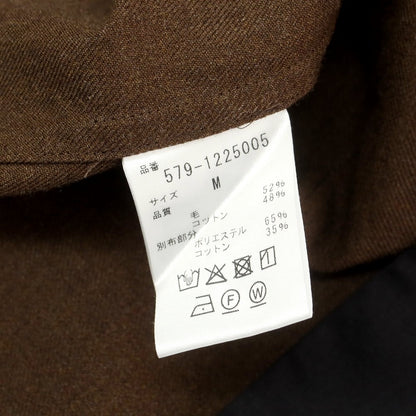 品番 579-1225005
サイズ M
品質 毛 52%
コットン 48%
別布部分 ポリエステル 65%
コットン 35%
F W